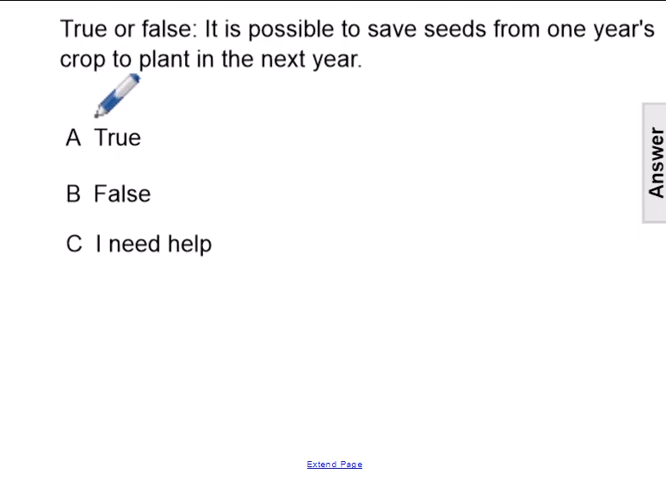 True or false: It is possible to save seeds from one year's
crop to plant in the next year.
A True
B False
C I need help
Answer
Extend Page